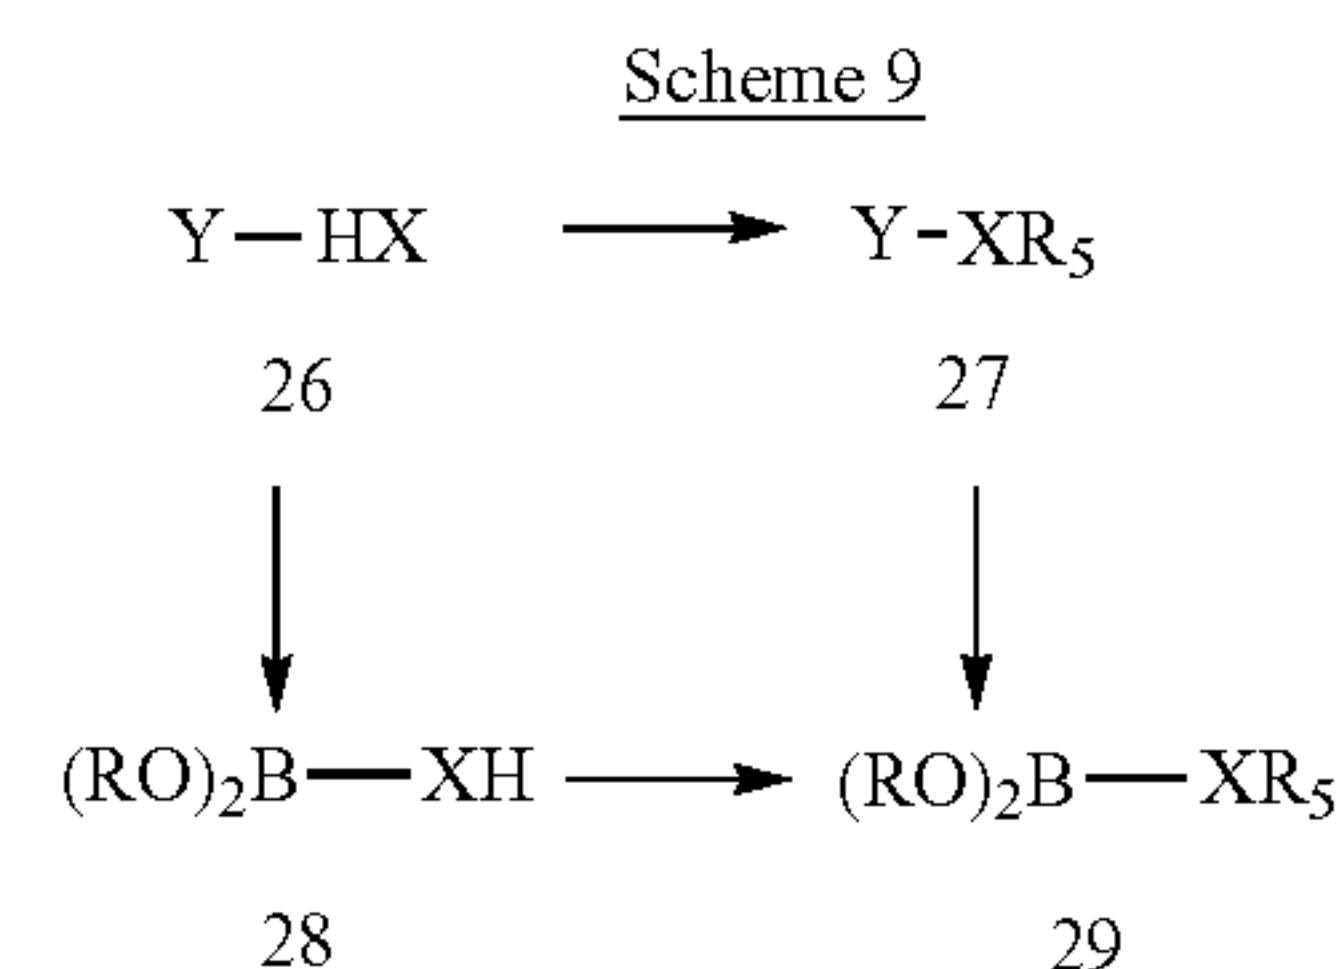 Scheme 9
Y—HX
Y-XR₅
26
27
(RO)₂B—XH
(RO)₂B—XR₅
28
29